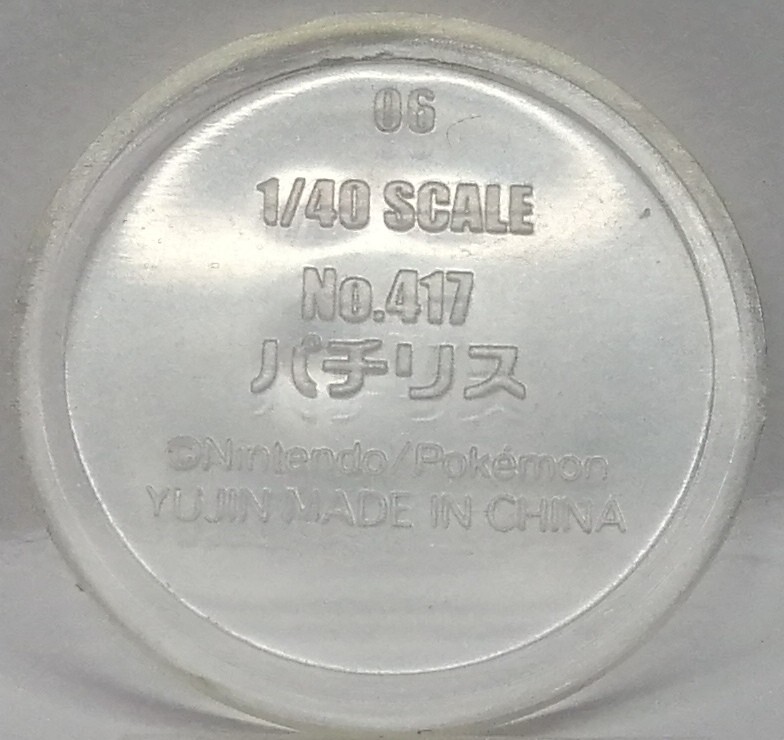 06
1/40 SCALE
No.417
パチリス
©Nintendo/Pokémon
YUJIN MADE IN CHINA